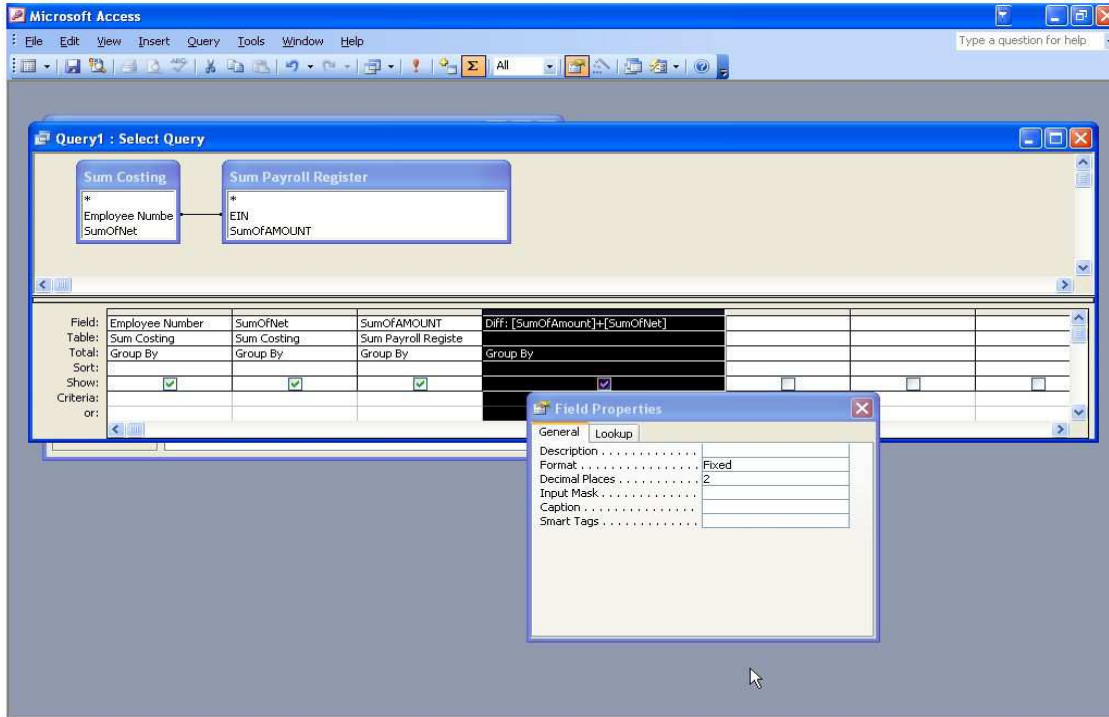 Microsoft Access
File Edit View Insert Query Tools Window Help
Type a question for help
Σ All
Query1 : Select Query
Sum Costing Sum Payroll Register
* *
Employee Numbe EIN
SumOfNet SumOfAMOUNT
Field: Employee Number SumOfNet SumOfAMOUNT Diff: [SumOfAmount]+[SumOfNet]
Table: Sum Costing Sum Costing Sum Payroll Registe
Total: Group By Group By Group By Group By
Sort:
Show:
Criteria:
or:
Field Properties
General Lookup
Description . . . . . . . . . . . . .
Format . . . . . . . . . . . . . . . . Fixed
Decimal Places . . . . . . . . . . . 2
Input Mask . . . . . . . . . . . . .
Caption . . . . . . . . . . . . . . .
Smart Tags . . . . . . . . . . . . .